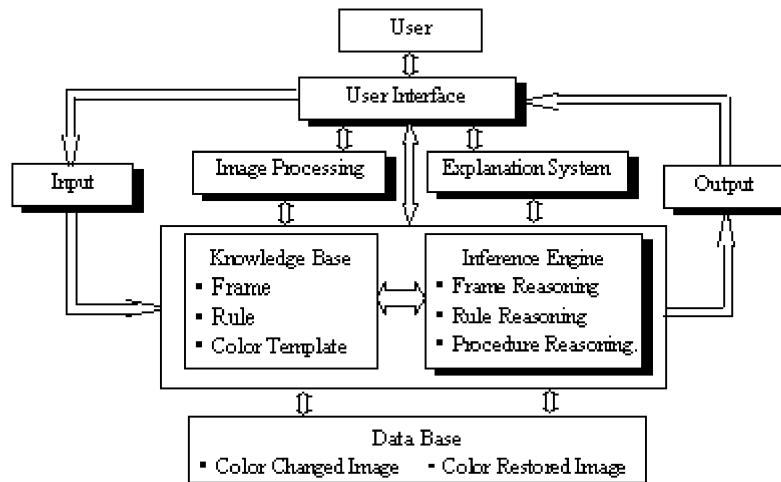 User
User Interface
Image Processing
Explanation System
Input
Output
Knowledge Base
▪ Frame
▪ Rule
▪ Color Template
Inference Engine
▪ Frame Reasoning
▪ Rule Reasoning
▪ Procedure Reasoning.
Data Base
▪ Color Changed Image ▪ Color Restored Image